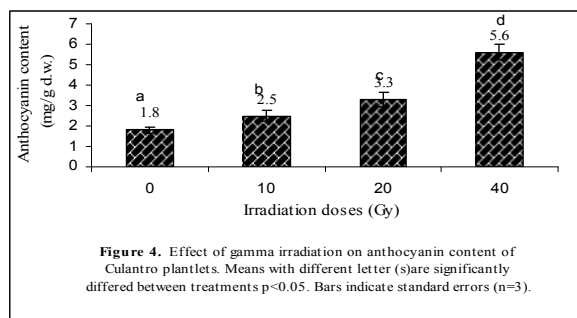 7
6
5
4
3
2
1
0
Anthocyanin content
(mg/g d.w.)
a
1.8
b
2.5
c
3.3
d
5.6
0 10 20 40
Irradiation doses (Gy)
Figure 4. Effect of gamma irradiation on anthocyanin content of
Culantro plantlets. Means with different letter (s)are significantly
differed between treatments p<0.05. Bars indicate standard errors (n=3).